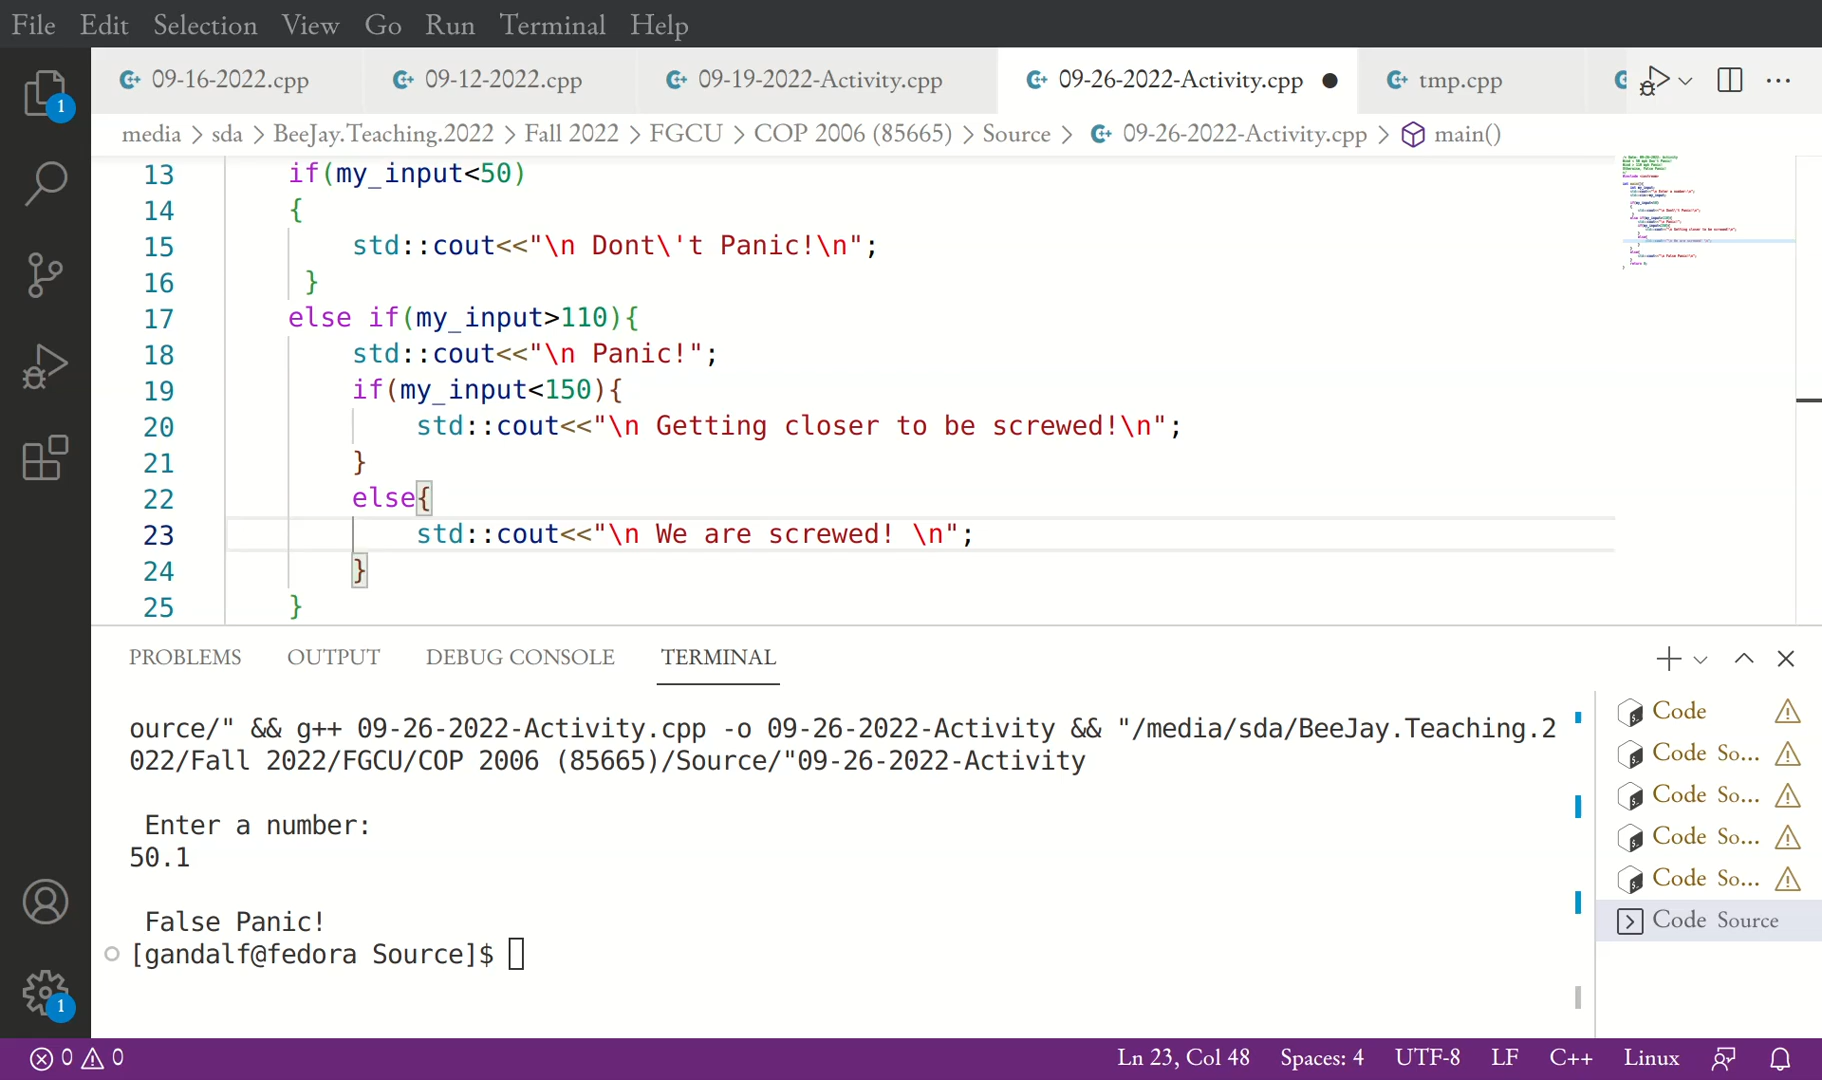 File Edit Selection View Go Run Terminal Help
09-16-2022.cpp 09-12-2022.cpp 09-19-2022-Activity.cpp 09-26-2022-Activity.cpp tmp.cpp
media > sda > BeeJay.Teaching.2022 > Fall 2022 > FGCU > COP 2006 (85665) > Source > 09-26-2022-Activity.cpp > main()
13 if(my_input<50)
14 {
15 std::cout<<"\n Dont\'t Panic!\n";
16 }
17 else if(my_input>110){
18 std::cout<<"\n Panic!";
19 if(my_input<150){
20 std::cout<<"\n Getting closer to be screwed!\n";
21 }
22 else{
23 std::cout<<"\n We are screwed! \n";
24 }
25 }
PROBLEMS OUTPUT DEBUG CONSOLE TERMINAL
ource/" && g++ 09-26-2022-Activity.cpp -o 09-26-2022-Activity && "/media/sda/BeeJay.Teaching.2
022/Fall 2022/FGCU/COP 2006 (85665)/Source/"09-26-2022-Activity
Enter a number:
50.1
False Panic!
[gandalf@fedora Source]$
Code
Code So...
Code So...
Code So...
Code So...
Code Source
1
1
0 0 Ln 23, Col 48 Spaces: 4 UTF-8 LF C++ Linux